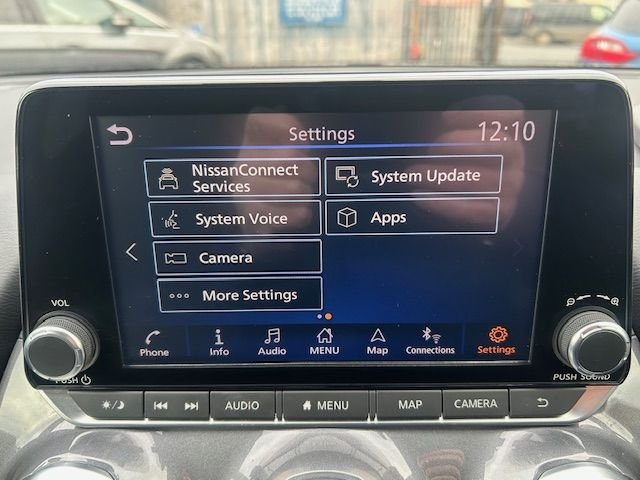 Settings
12:10
NissanConnect
Services
System Update
System Voice
Apps
Camera
More Settings
VOL
Phone
Info
Audio
MENU
Map
Connections
Settings
PUSH
PUSH SOUND
AUDIO
MENU
MAP
CAMERA